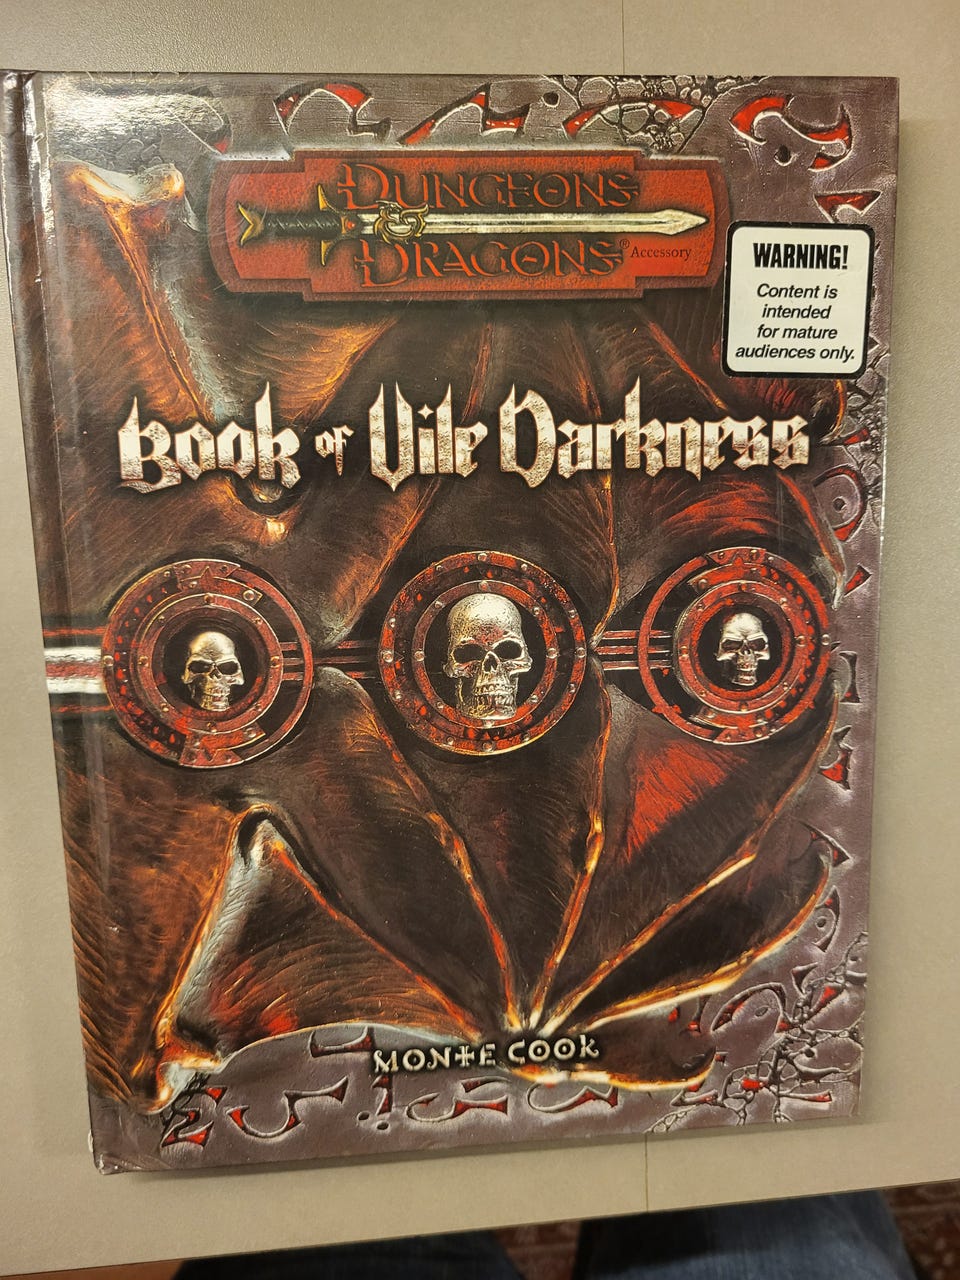 DUNGEONS
&
DRAGONS® Accessory
WARNING!
Content is
intended
for mature
audiences only.
Book of Vile Darkness
MONTE COOK